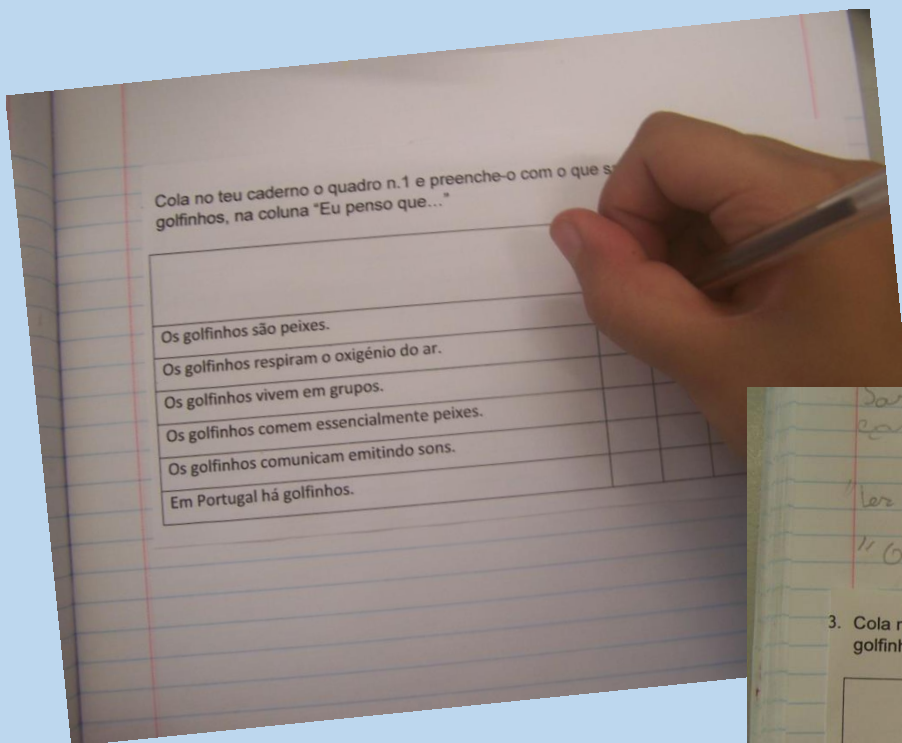 Cola no teu caderno o quadro n.1 e preenche-o com o que
golfinhos, na coluna “Eu penso que…”
Os golfinhos são peixes.
Os golfinhos respiram o oxigénio do ar.
Os golfinhos vivem em grupos.
Os golfinhos comem essencialmente peixes.
Os golfinhos comunicam emitindo sons.
Em Portugal há golfinhos.
3. Cola